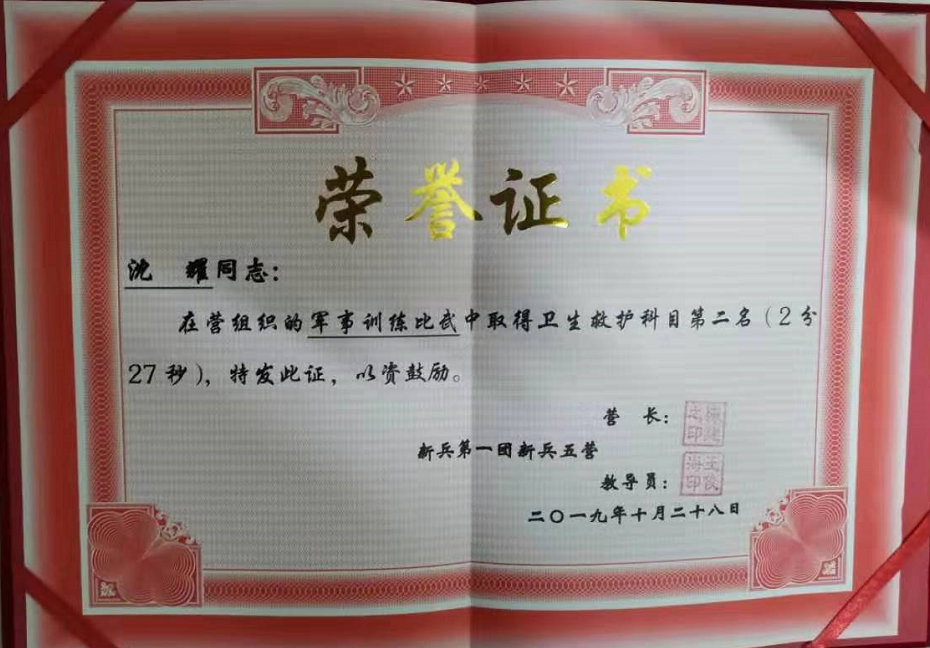 荣誉证书
沈 耀同志：
在营组织的军事训练比武中取得卫生救护科目第二名（2分
27秒），特发此证，以资鼓励。
营 长：
新兵第一团新兵五营
教导员：
二〇一九年十月二十八日